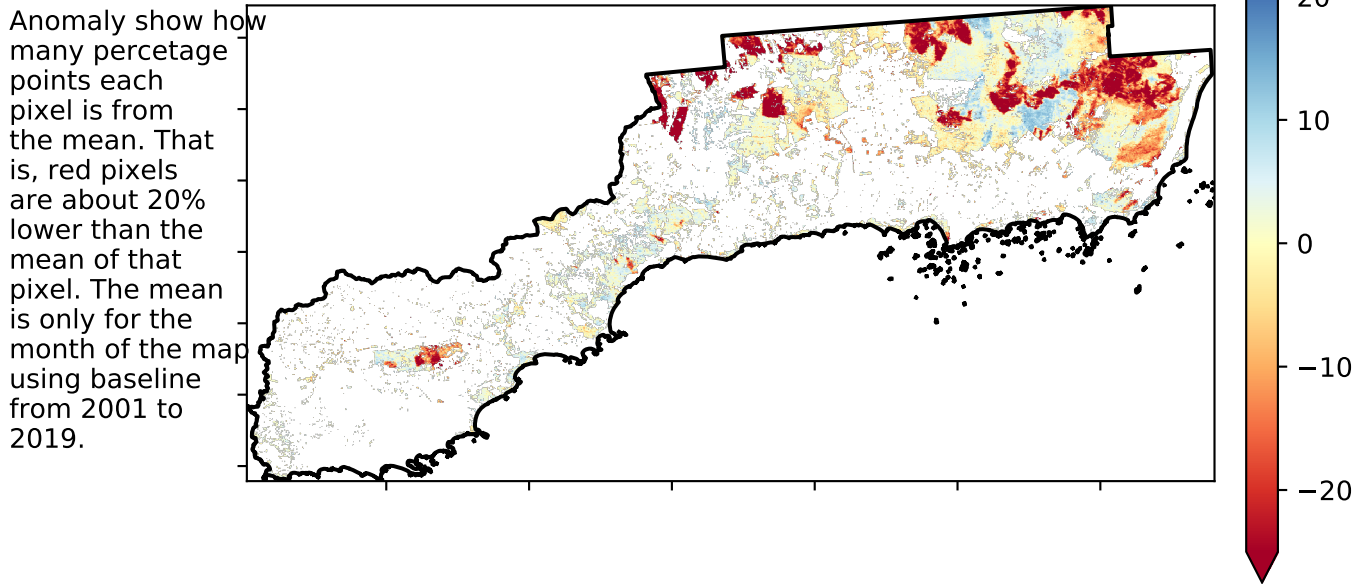 Anomaly show how
many percetage
points each
pixel is from
the mean. That
is, red pixels
are about 20%
lower than the
mean of that
pixel. The mean
is only for the
month of the map
using baseline
from 2001 to
2019.
20
10
0
−10
−20